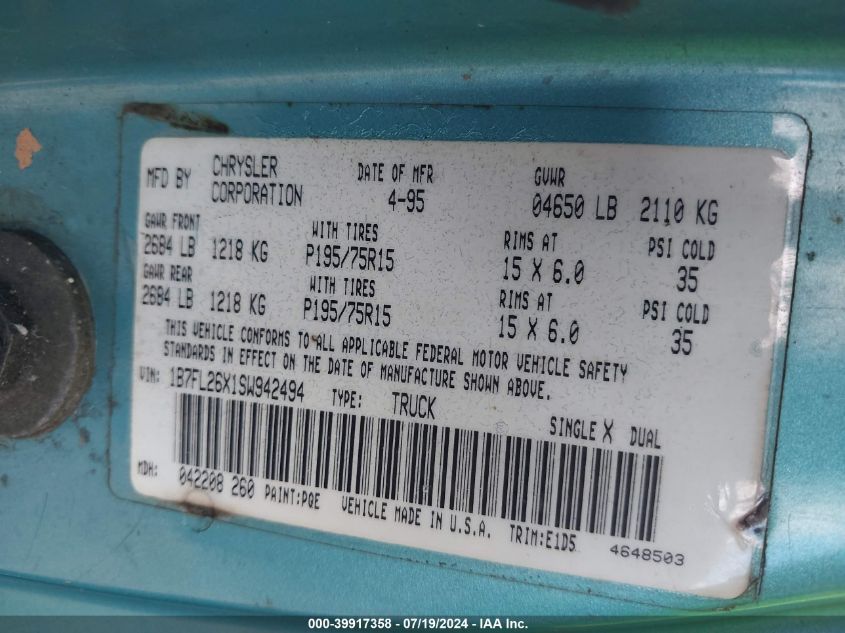 MFD BY CHRYSLER CORPORATION DATE OF MFR 4-95 GVWR 04650 LB 2110 KG
GAWR FRONT WITH TIRES RIMS AT PSI COLD
2684 LB 1218 KG P195/75R15 15 X 6.0 35
GAWR REAR WITH TIRES RIMS AT PSI COLD
2684 LB 1218 KG P195/75R15 15 X 6.0 35
THIS VEHICLE CONFORMS TO ALL APPLICABLE FEDERAL MOTOR VEHICLE SAFETY
STANDARDS IN EFFECT ON THE DATE OF MANUFACTURE SHOWN ABOVE.
VIN: 1B7FL26X1SW942494 TYPE: TRUCK SINGLE X DUAL
MDH: 042208 260 PAINT:PQE VEHICLE MADE IN U.S.A. TRIM:E1D5
4648503
000-39917358 - 07/19/2024 - IAA Inc.